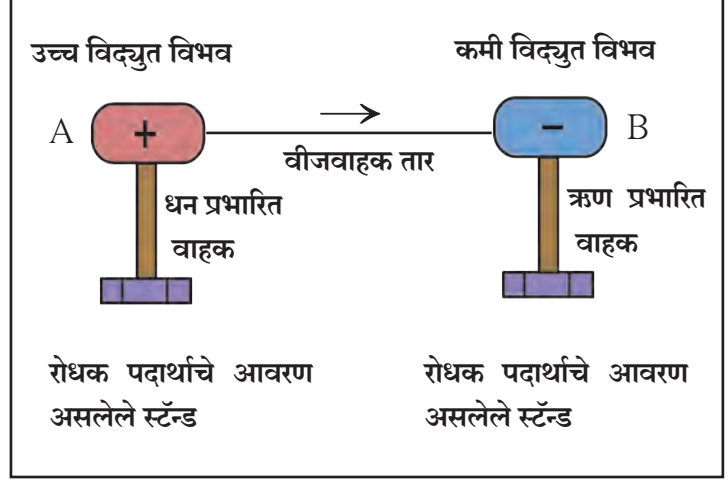 उच्च विद्युत विभव
कमी विद्युत विभव
A
+
−
B
वीजवाहक तार
धन प्रभारित
वाहक
ऋण प्रभारित
वाहक
रोधक पदार्थाचे आवरण
असलेले स्टॅन्ड
रोधक पदार्थाचे आवरण
असलेले स्टॅन्ड